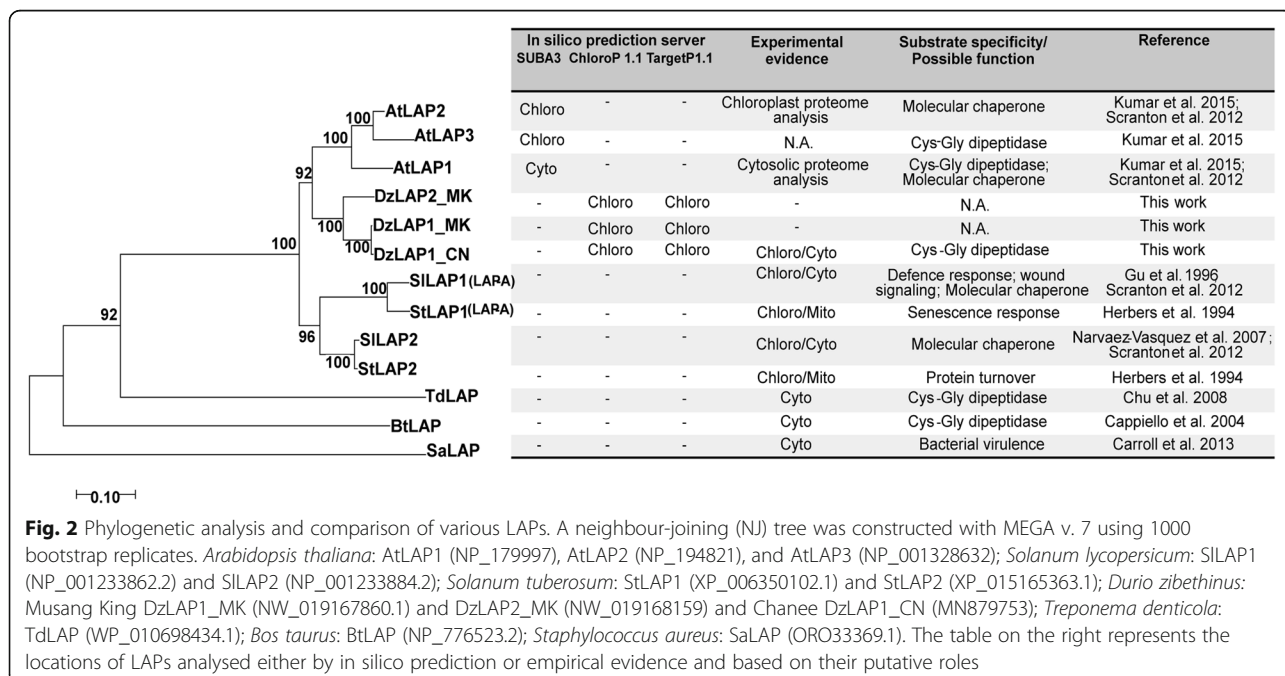 In silico prediction server Experimental Substrate specificity/ Reference
SUBA3 ChloroP 1.1 TargetP1.1 evidence Possible function
AtLAP2 Chloro - - Chloroplast proteome analysis Molecular chaperone Kumar et al. 2015; Scranton et al. 2012
AtLAP3 Chloro - - N.A. Cys-Gly dipeptidase Kumar et al. 2015
AtLAP1 Cyto - - Cytosolic proteome analysis Cys-Gly dipeptidase; Molecular chaperone Kumar et al. 2015; Scranton et al. 2012
DzLAP2_MK - Chloro Chloro - N.A. This work
DzLAP1_MK - Chloro Chloro - N.A. This work
DzLAP1_CN - Chloro Chloro Chloro/Cyto Cys-Gly dipeptidase This work
SlLAP1(LAPA) - - - Chloro/Cyto Defence response; wound signaling; Molecular chaperone Gu et al. 1996 Scranton et al. 2012
StLAP1(LAPA) - - - Chloro/Mito Senescence response Herbers et al. 1994
SlLAP2 - - - Chloro/Cyto Molecular chaperone Narvaez-Vasquez et al. 2007; Scranton et al. 2012
StLAP2 - - - Chloro/Mito Protein turnover Herbers et al. 1994
TdLAP - - - Cyto Cys-Gly dipeptidase Chu et al. 2008
BtLAP - - - Cyto Cys-Gly dipeptidase Cappiello et al. 2004
SaLAP - - - Cyto Bacterial virulence Carroll et al. 2013
100
100
92
100
100
100
100
96
100
92
0.10
Fig. 2 Phylogenetic analysis and comparison of various LAPs. A neighbour-joining (NJ) tree was constructed with MEGA v. 7 using 1000
bootstrap replicates. Arabidopsis thaliana: AtLAP1 (NP_179997), AtLAP2 (NP_194821), and AtLAP3 (NP_001328632); Solanum lycopersicum: SlLAP1
(NP_001233862.2) and SlLAP2 (NP_001233884.2); Solanum tuberosum: StLAP1 (XP_006350102.1) and StLAP2 (XP_015165363.1); Durio zibethinus:
Musang King DzLAP1_MK (NW_019167860.1) and DzLAP2_MK (NW_019168159) and Chanee DzLAP1_CN (MN879753); Treponema denticola:
TdLAP (WP_010698434.1); Bos taurus: BtLAP (NP_776523.2); Staphylococcus aureus: SaLAP (ORO33369.1). The table on the right represents the
locations of LAPs analysed either by in silico prediction or empirical evidence and based on their putative roles